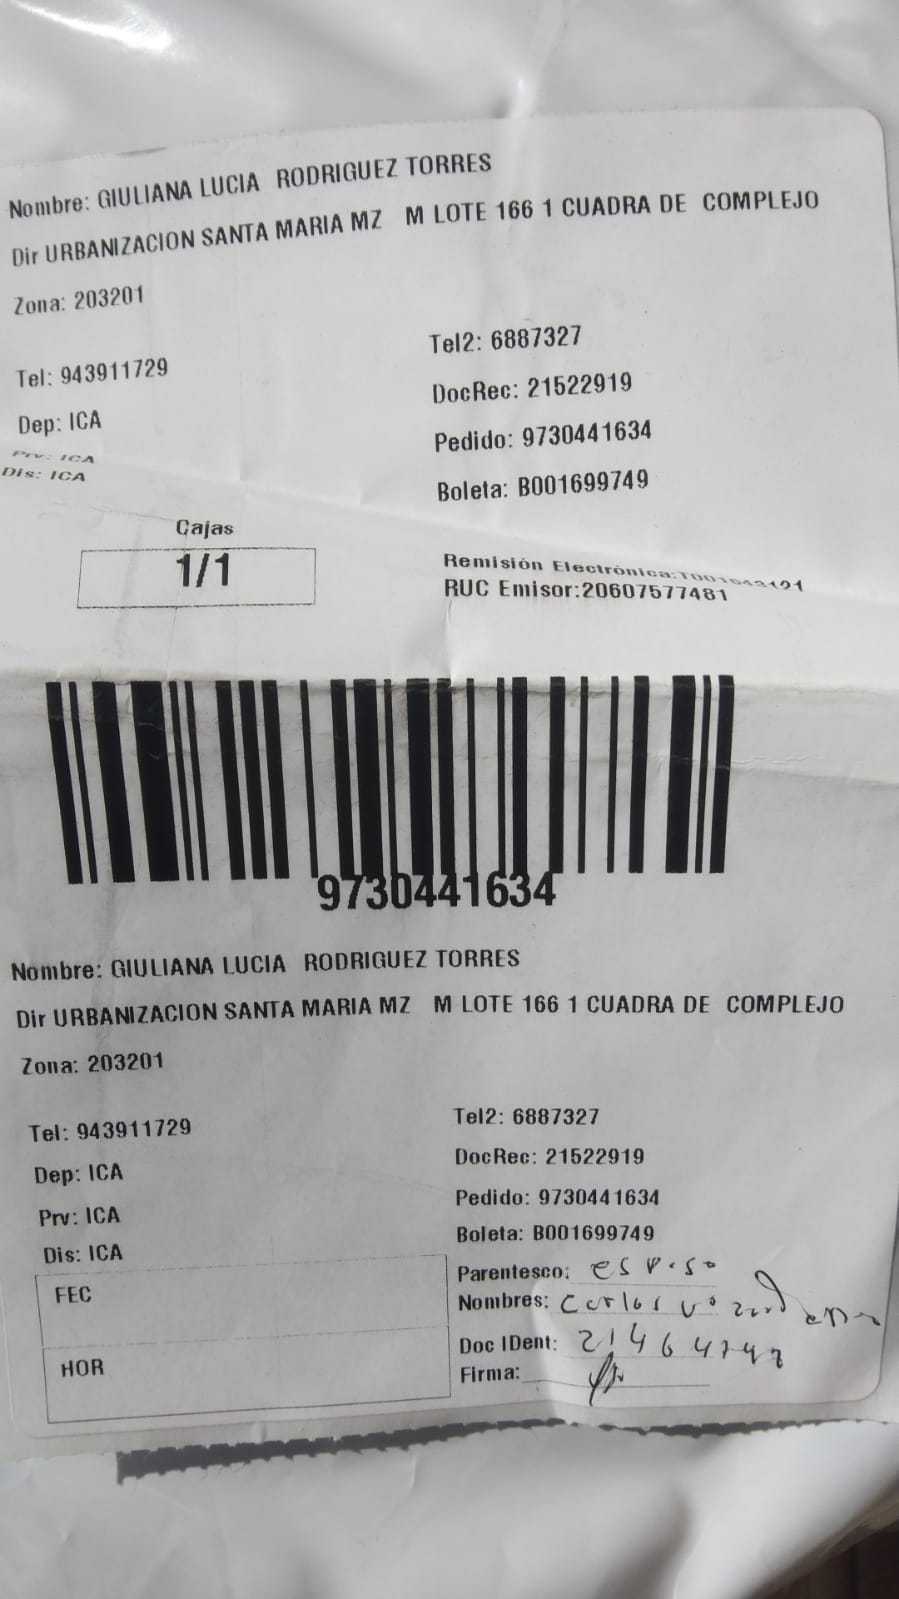 Nombre: GIULIANA LUCIA RODRIGUEZ TORRES
Dir URBANIZACION SANTA MARIA MZ M LOTE 166 1 CUADRA DE COMPLEJO
Zona: 203201
Tel: 943911729 Tel2: 6887327
DocRec: 21522919
Dep: ICA Pedido: 9730441634
Prv: ICA
Dis: ICA Boleta: B001699749
Cajas
1/1
Remisión Electrónica:
RUC Emisor:20607577481
9730441634
Nombre: GIULIANA LUCIA RODRIGUEZ TORRES
Dir URBANIZACION SANTA MARIA MZ M LOTE 166 1 CUADRA DE COMPLEJO
Zona: 203201
Tel: 943911729 Tel2: 6887327
Dep: ICA DocRec: 21522919
Prv: ICA Pedido: 9730441634
Dis: ICA Boleta: B001699749
FEC Parentesco: esposo
Nombres: Carlos
HOR Doc IDent:
Firma: